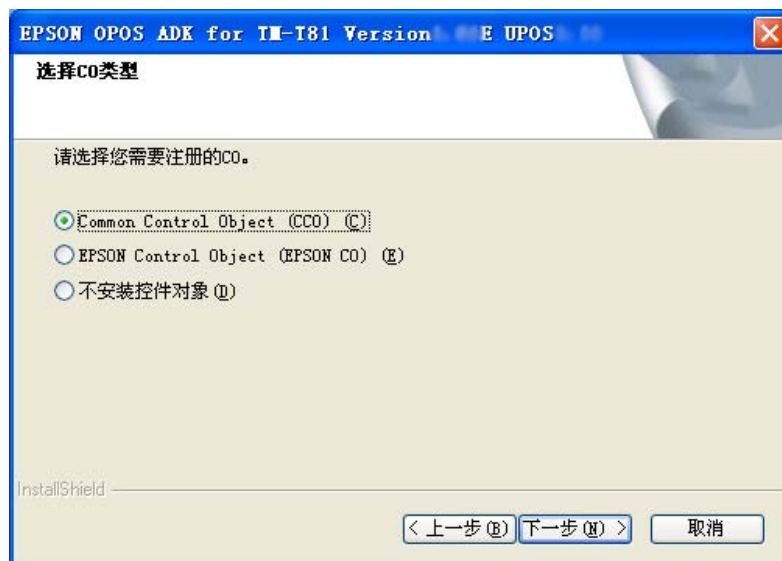 EPSON OPOS ADK for TM-T81 Version E UPOS
选择CO类型
请选择您需要注册的CO。
Common Control Object (CCO) (C)
EPSON Control Object (EPSON CO) (E)
不安装控件对象(D)
InstallShield
< 上一步(B) 下一步(N) > 取消